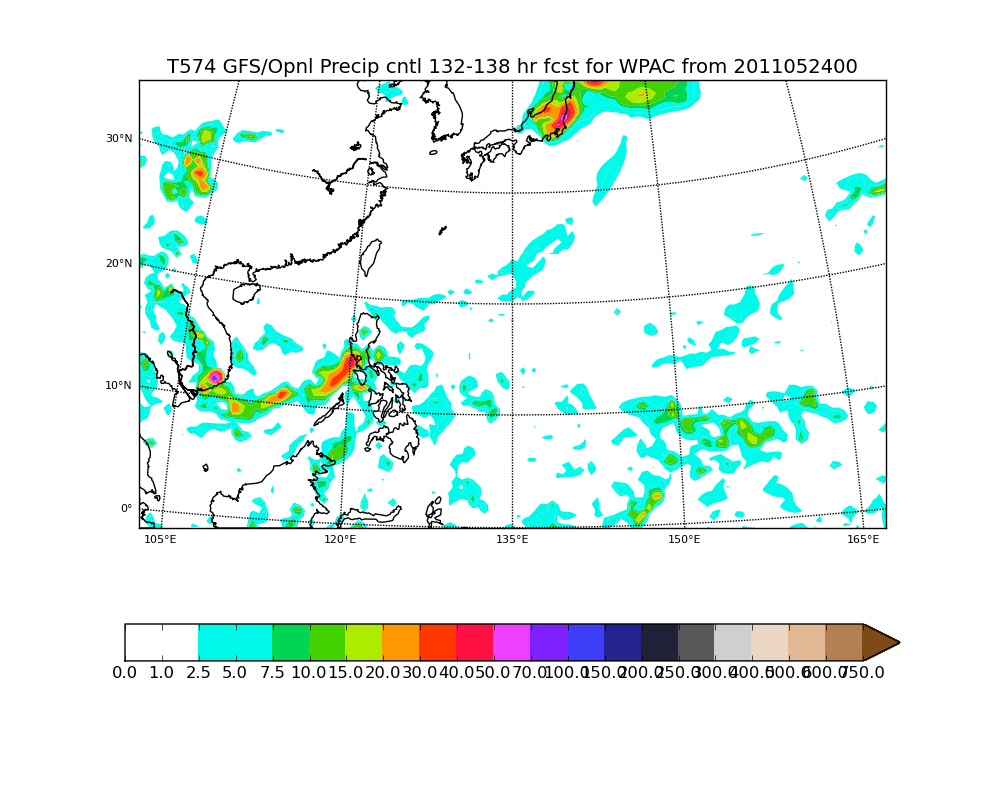 T574 GFS/Opnl Precip cntl 132-138 hr fcst for WPAC from 2011052400
30°N
20°N
10°N
0°
105°E 120°E 135°E 150°E 165°E
0.0 1.0 2.5 5.0 7.5 10.0 15.0 20.0 30.0 40.0 50.0 70.0 100.0 150.0 200.0 250.0 300.0 400.0 500.0 600.0 750.0